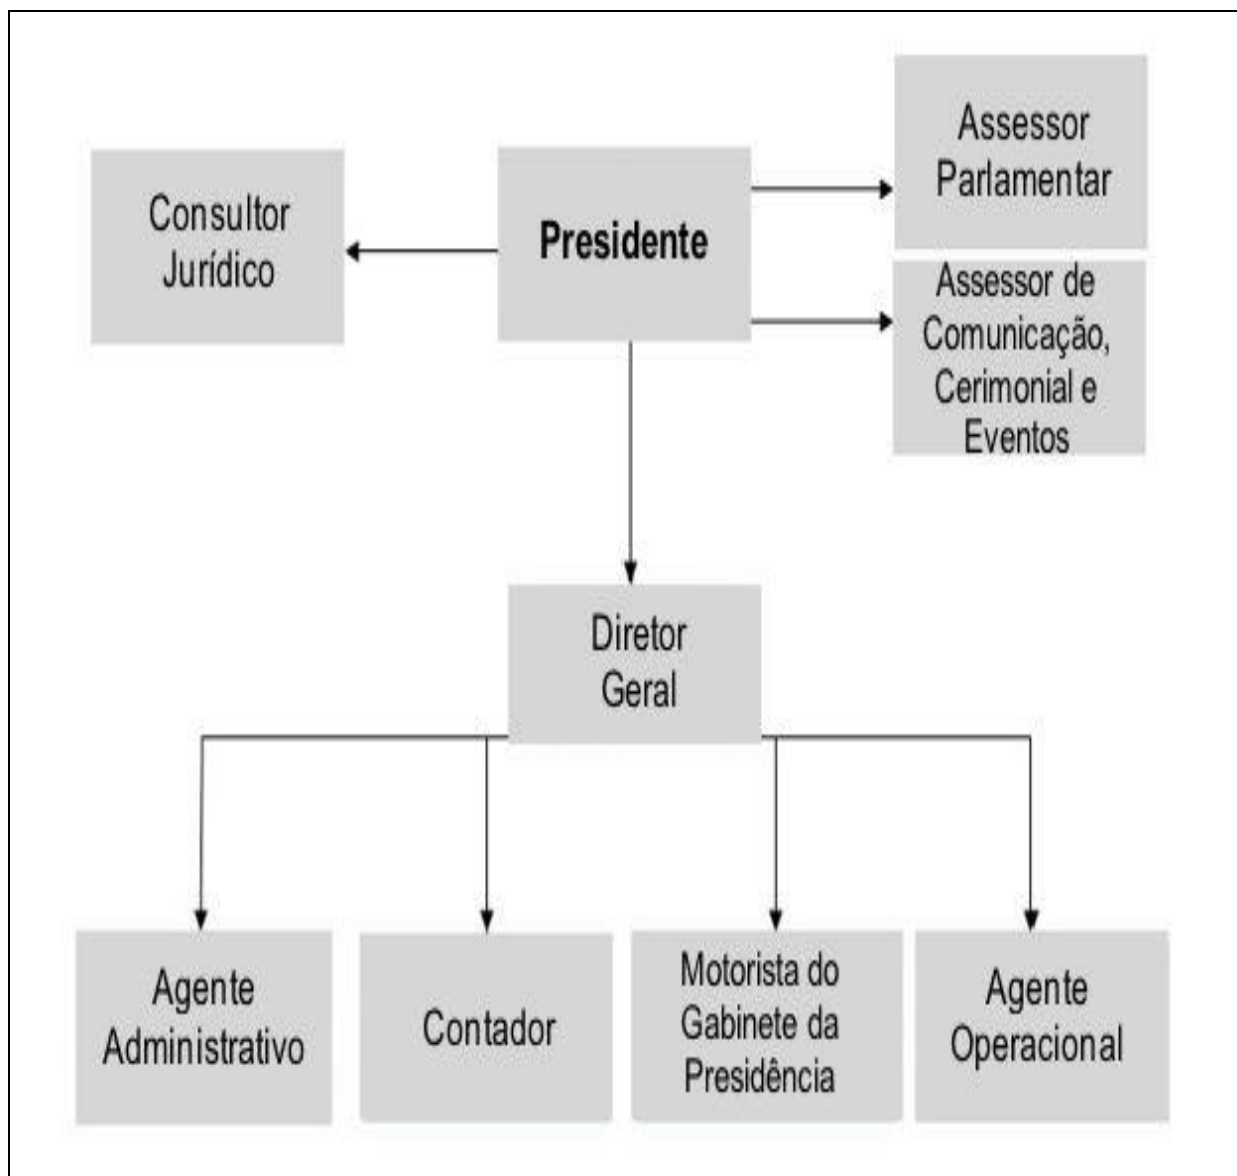 Assessor
Parlamentar
Consultor
Jurídico
Presidente
Assessor de
Comunicação,
Cerimonial e
Eventos
Diretor
Geral
Agente
Administrativo
Contador
Motorista do
Gabinete da
Presidência
Agente
Operacional